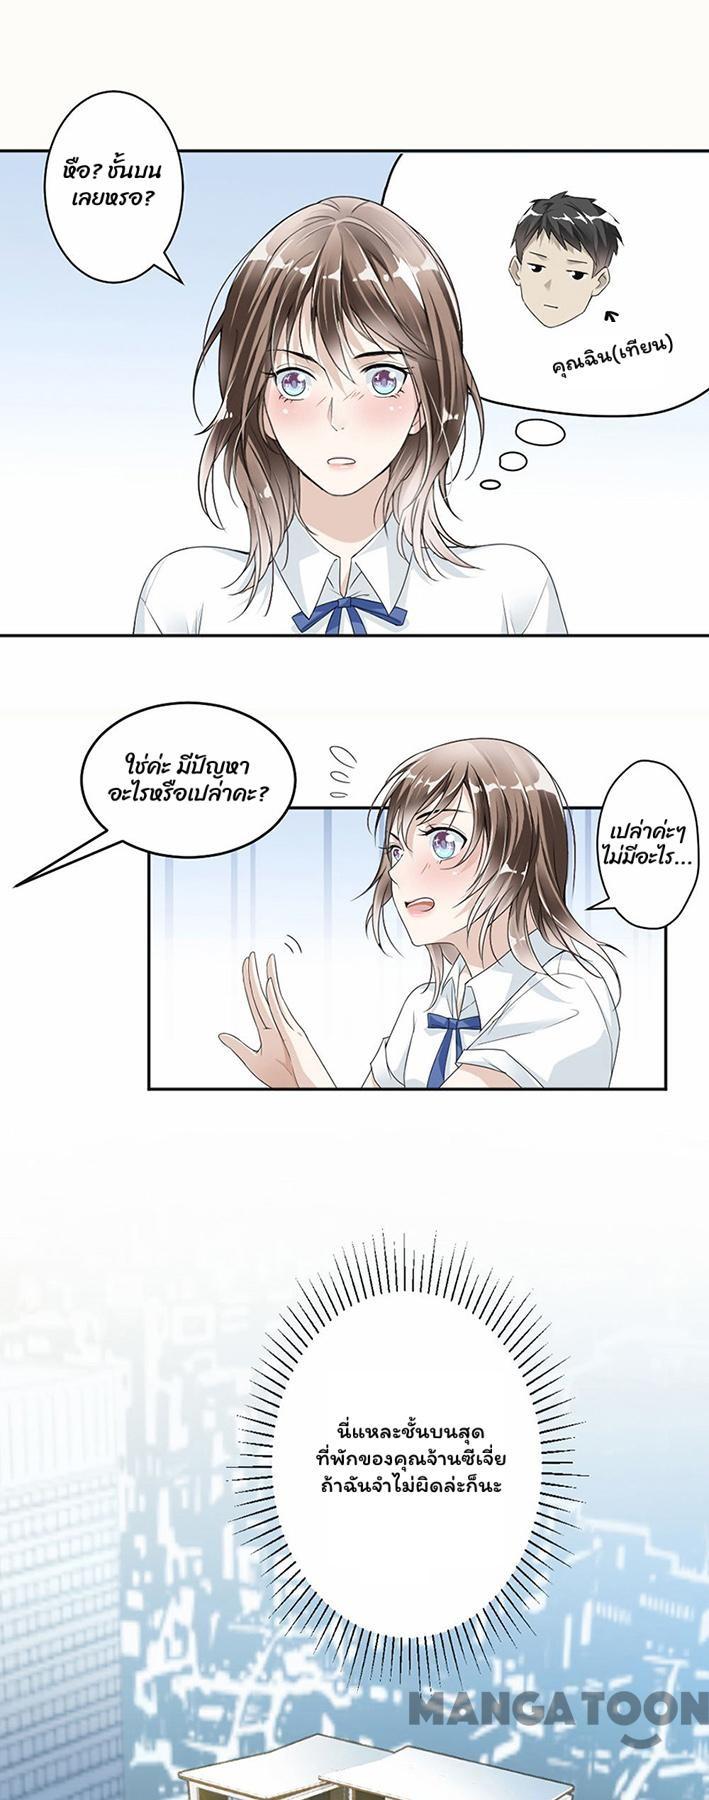 หือ? ชั้นบน
เลยหรอ?
คุณฉิน(เทียน)
ใช่ค่ะ มีปัญหา
อะไรหรือเปล่าคะ?
เปล่าค่ะๆ
ไม่มีอะไร...
นี่แหละชั้นบนสุด
ที่พักของคุณจ้านซีเจี่ย
ถ้าฉันจำไม่ผิดล่ะก็นะ
MANGATOON